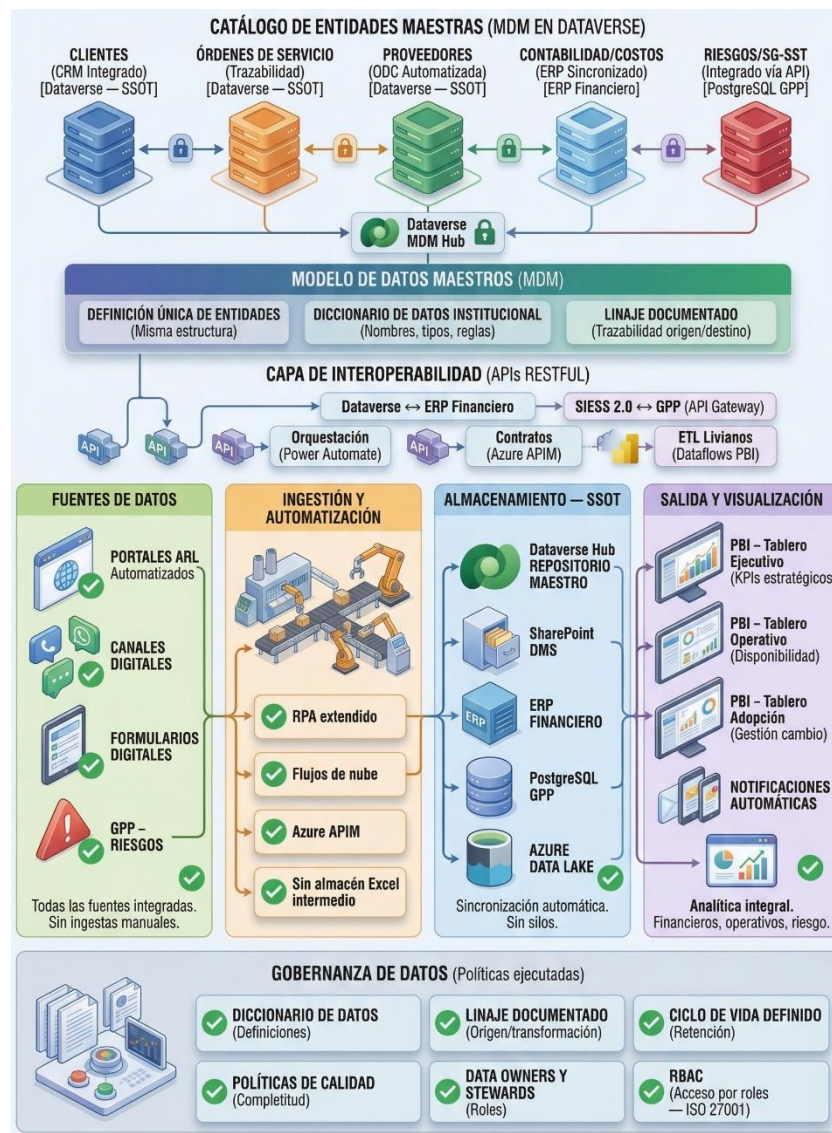 CATÁLOGO DE ENTIDADES MAESTRAS (MDM EN DATAVERSE)
CLIENTES
(CRM Integrado)
[Dataverse — SSOT]
ÓRDENES DE SERVICIO
(Trazabilidad)
[Dataverse — SSOT]
PROVEEDORES
(ODC Automatizada)
[Dataverse — SSOT]
CONTABILIDAD/COSTOS
(ERP Sincronizado)
[ERP Financiero]
RIESGOS/SG-SST
(Integrado vía API)
[PostgreSQL GPP]
Dataverse
MDM Hub
MODELO DE DATOS MAESTROS (MDM)
DEFINICIÓN ÚNICA DE ENTIDADES
(Misma estructura)
DICCIONARIO DE DATOS INSTITUCIONAL
(Nombres, tipos, reglas)
LINAJE DOCUMENTADO
(Trazabilidad origen/destino)
CAPA DE INTEROPERABILIDAD (APIs RESTFUL)
Dataverse ↔ ERP Financiero
SIESS 2.0 ↔ GPP (API Gateway)
API
API
API
Orquestación
(Power Automate)
API
Contratos
(Azure APIM)
ETL Livianos
(Dataflows PBI)
FUENTES DE DATOS
PORTALES ARL
Automatizados
CANALES
DIGITALES
FORMULARIOS
DIGITALES
GPP –
RIESGOS
Todas las fuentes integradas.
Sin ingestas manuales.
INGESTIÓN Y
AUTOMATIZACIÓN
RPA extendido
Flujos de nube
Azure APIM
Sin almacén Excel
intermedio
ALMACENAMIENTO — SSOT
Dataverse Hub
REPOSITORIO
MAESTRO
SharePoint
DMS
ERP
ERP
FINANCIERO
PostgreSQL
GPP
AZURE
DATA LAKE
Sincronización automática.
Sin silos.
SALIDA Y VISUALIZACIÓN
PBI – Tablero
Ejecutivo
(KPIs estratégicos)
PBI – Tablero
Operativo
(Disponibilidad)
PBI – Tablero
Adopción
(Gestión cambio)
NOTIFICACIONES
AUTOMÁTICAS
Analítica integral.
Financieros, operativos, riesgo.
GOBERNANZA DE DATOS (Políticas ejecutadas)
DICCIONARIO DE DATOS
(Definiciones)
LINAJE DOCUMENTADO
(Origen/transformación)
CICLO DE VIDA DEFINIDO
(Retención)
POLÍTICAS DE CALIDAD
(Completitud)
DATA OWNERS Y
STEWARDS
(Roles)
RBAC
(Acceso por roles
— ISO 27001)